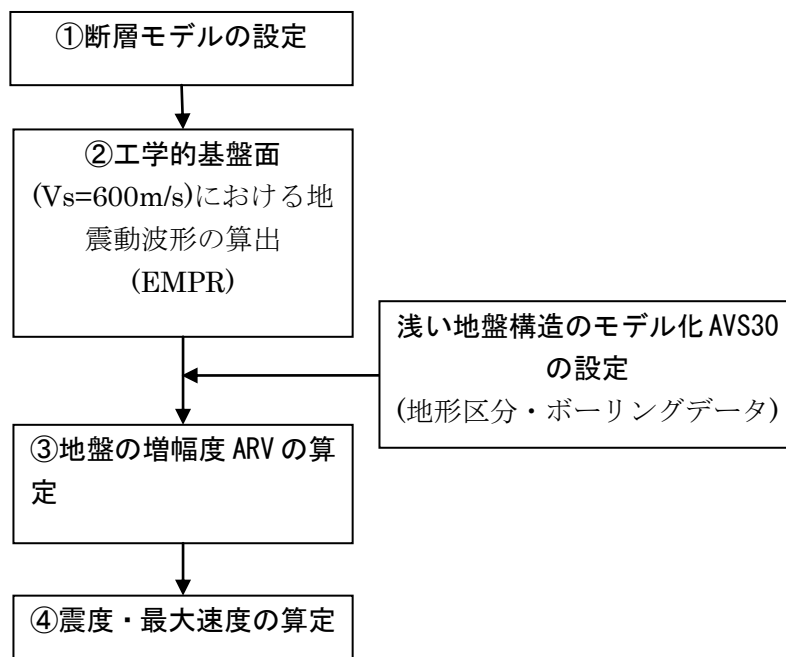 ①断層モデルの設定
②工学的基盤面
(Vs=600m/s)における地
震動波形の算出
(EMPR)
浅い地盤構造のモデル化 AVS30
の設定
(地形区分・ボーリングデータ)
③地盤の増幅度 ARV の算
定
④震度・最大速度の算定